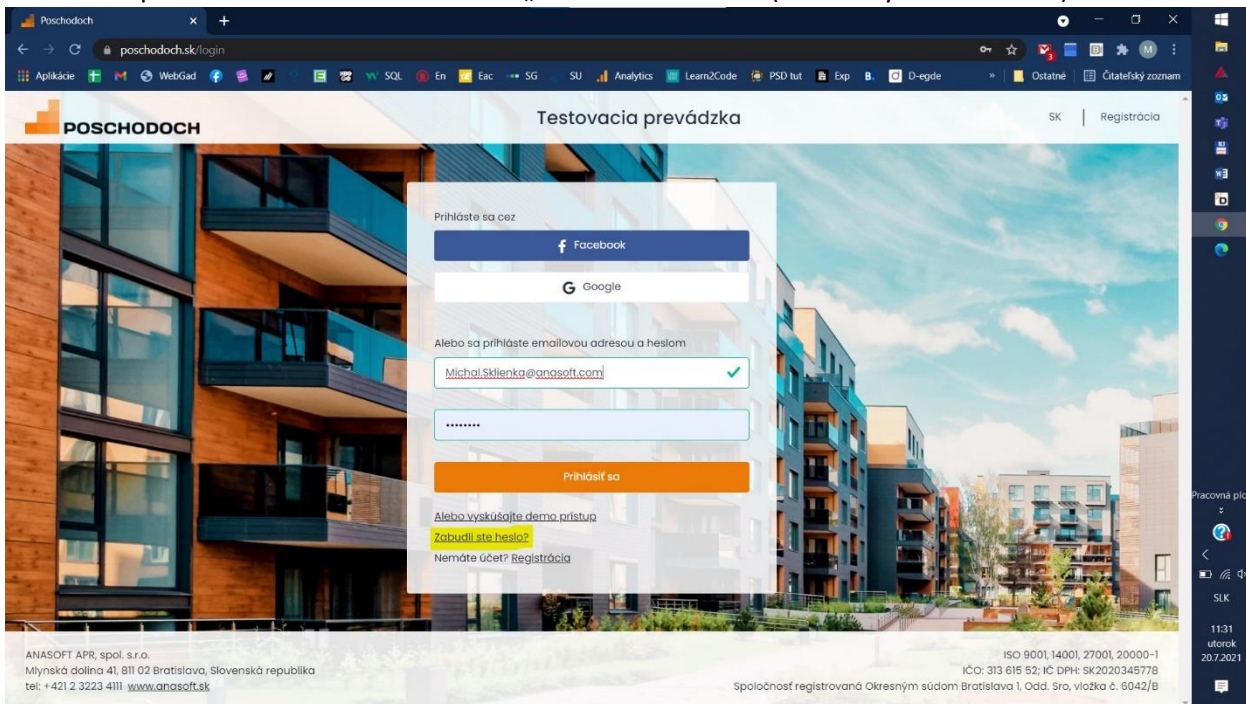 Poschodoch
poschodoch.sk/login
Aplikácie WebGad SQL En Eac SG SU Analytics Learn2Code PSD tut Exp B. D-egde » Ostatné Čitateľský zoznam
POSCHODOCH
Testovacia prevádzka
SK | Registrácia
Prihláste sa cez
Facebook
Google
Alebo sa prihláste emailovou adresou a heslom
Michal.Sklienka@anasoft.com
••••••••
Prihlásiť sa
Alebo vyskúšajte demo prístup
Zabudli ste heslo?
Nemáte účet? Registrácia
ANASOFT APR, spol. s.r.o.
Mlynská dolina 41, 811 02 Bratislava, Slovenská republika
tel: +421 2 3223 4111 www.anasoft.sk
ISO 9001, 14001, 27001, 20000-1
IČO: 313 615 52; IČ DPH: SK2020345778
Spoločnosť registrovaná Okresným súdom Bratislava 1, Odd. Sro, vložka č. 6042/B
Pracovná plo
SLK
11:31
utorok
20.7.2021